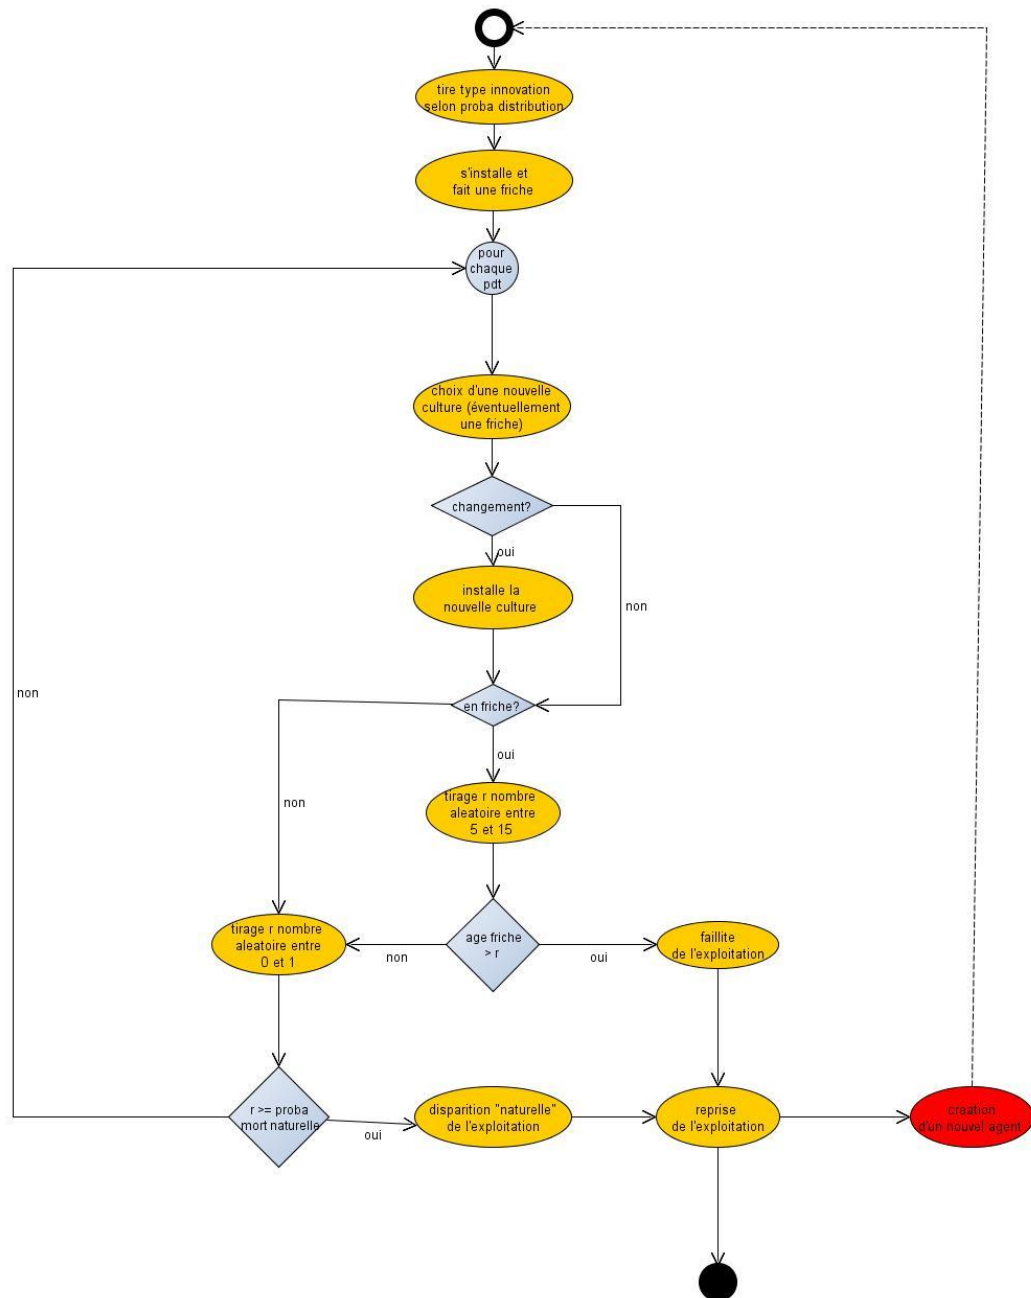 tire type innovation
selon proba distribution
s'installe et
fait une friche
pour
chaque
pdt
choix d'une nouvelle
culture (éventuellement
une friche)
changement?
oui
installe la
nouvelle culture
non
non
en friche?
oui
non
tirage r nombre
aleatoire entre
5 et 15
tirage r nombre
aleatoire entre
0 et 1
non
age friche
> r
oui
faillite
de l'exploitation
r >= proba
mort naturelle
oui
disparition "naturelle"
de l'exploitation
reprise
de l'exploitation
creation
d'un nouvel agent